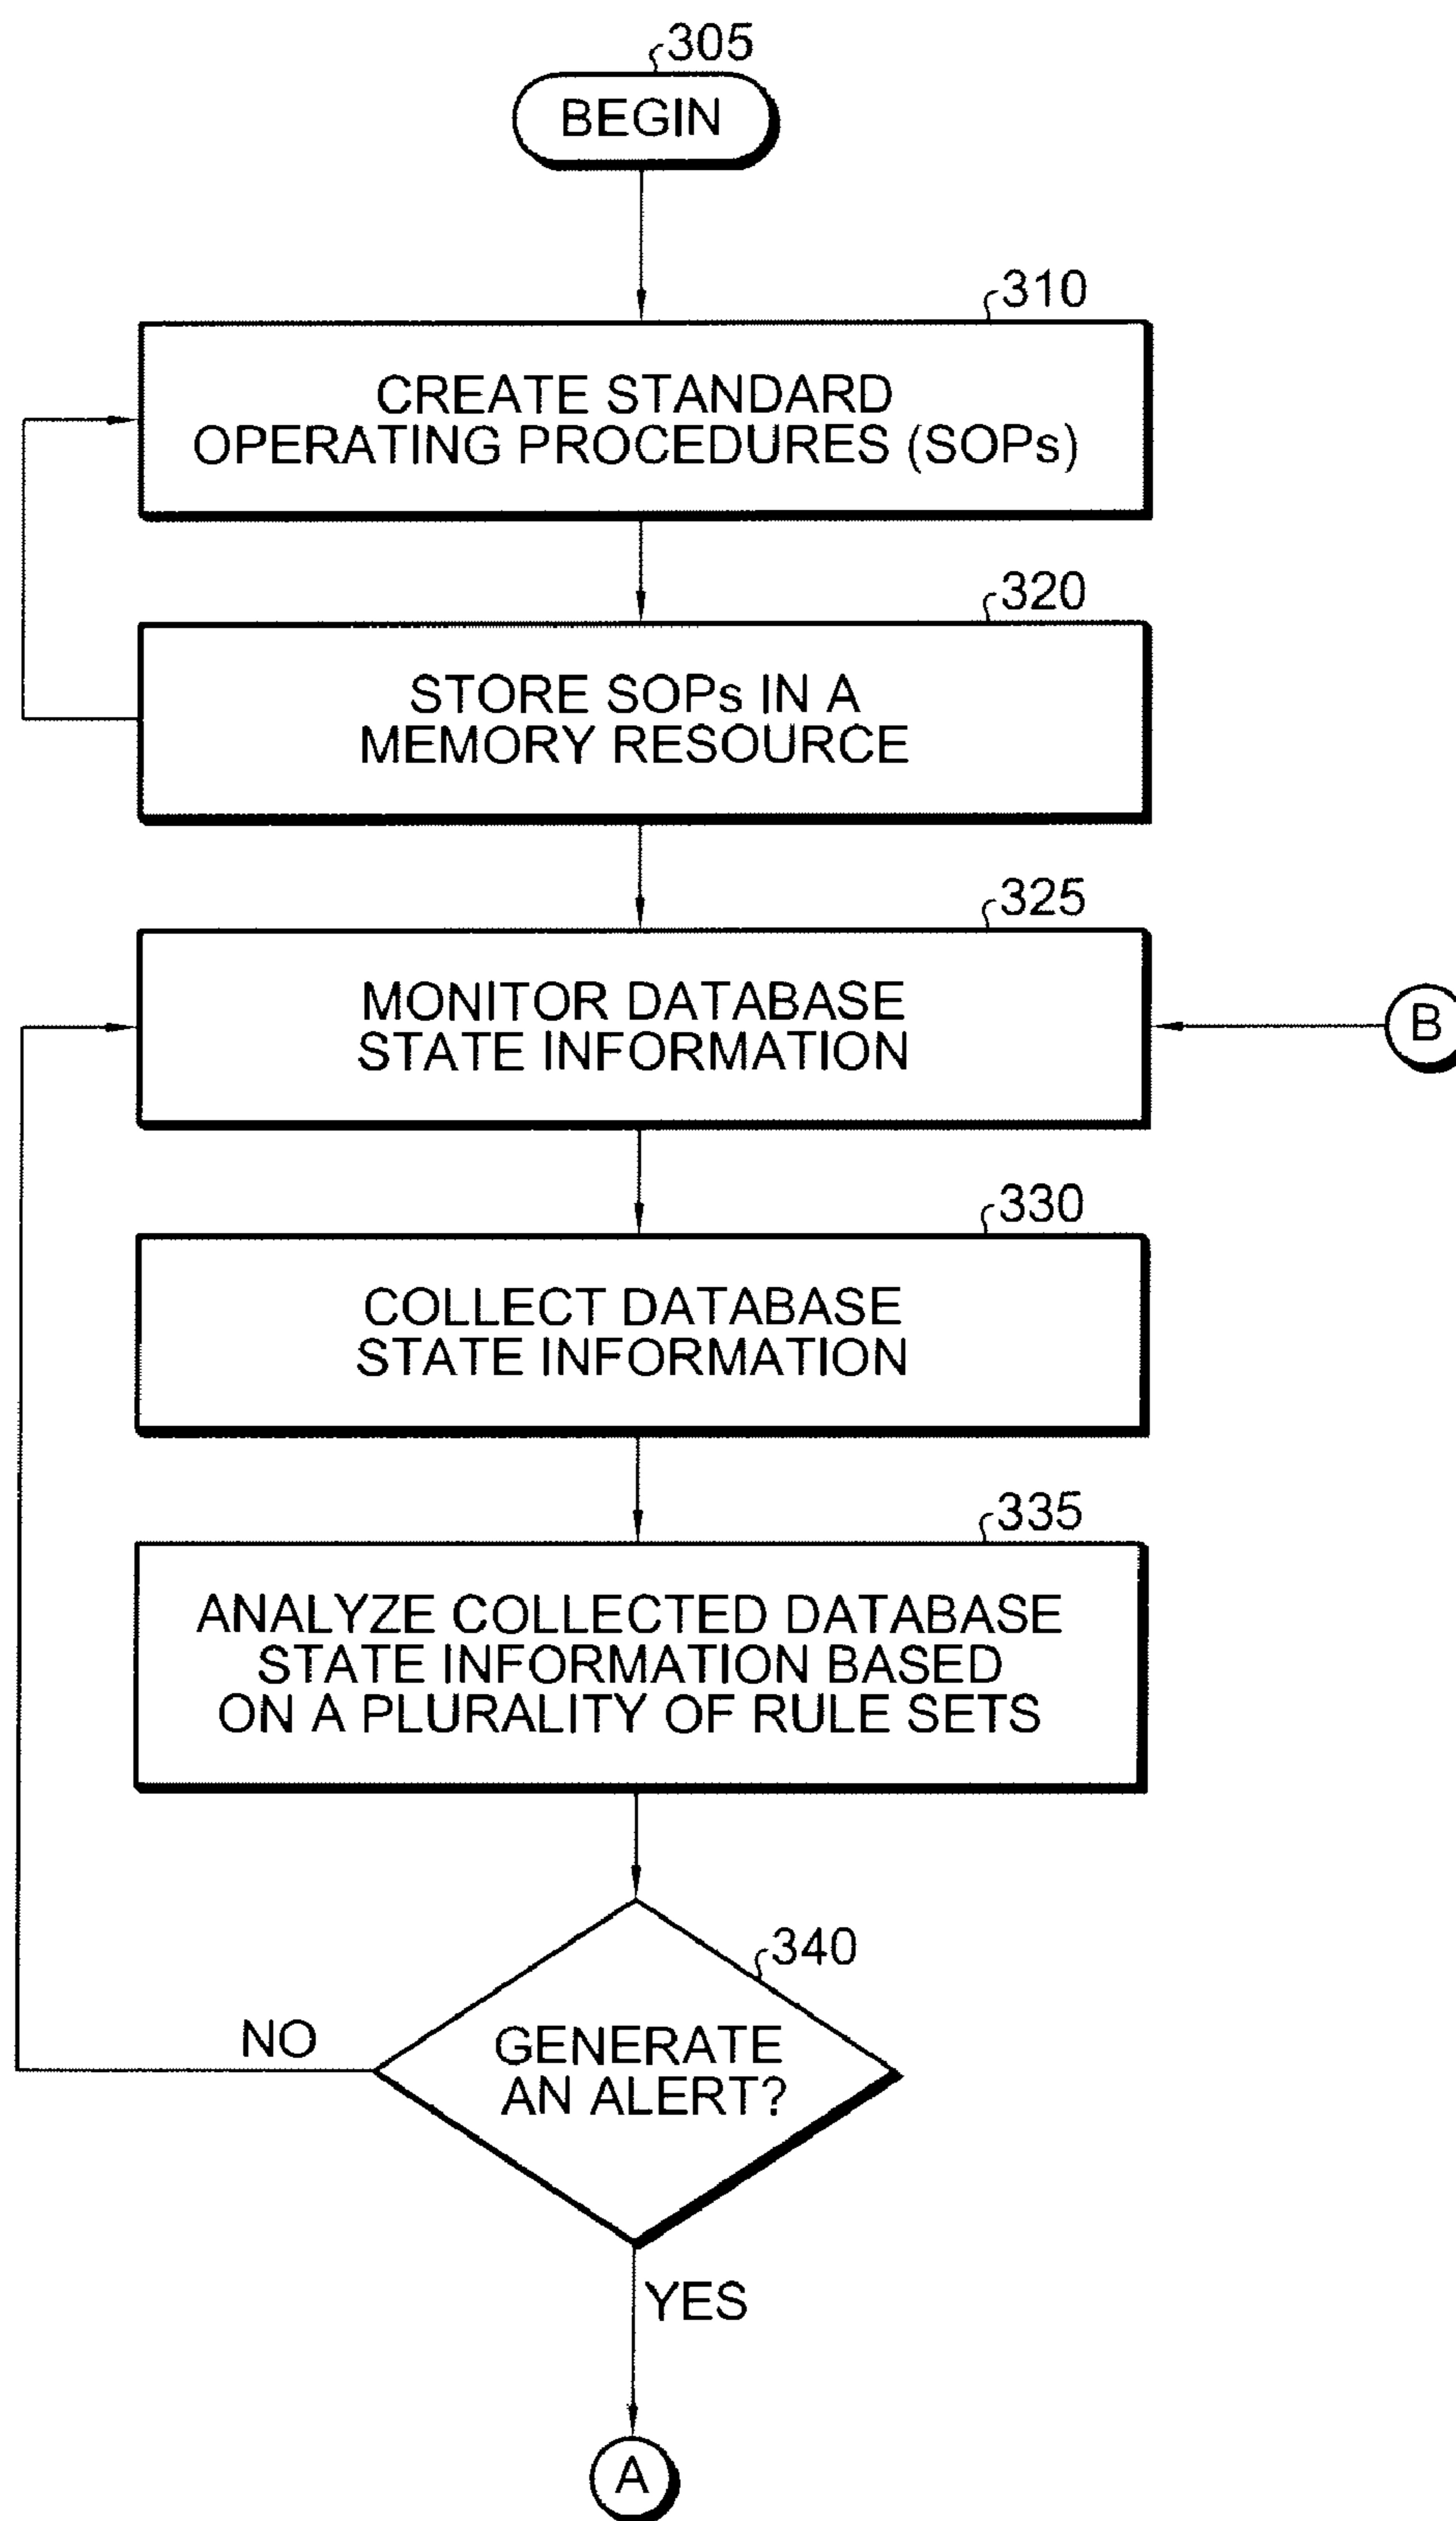 305
BEGIN
310
CREATE STANDARD
OPERATING PROCEDURES (SOPs)
320
STORE SOPs IN A
MEMORY RESOURCE
325
MONITOR DATABASE
STATE INFORMATION
B
330
COLLECT DATABASE
STATE INFORMATION
335
ANALYZE COLLECTED DATABASE
STATE INFORMATION BASED
ON A PLURALITY OF RULE SETS
340
NO
GENERATE
AN ALERT?
YES
A